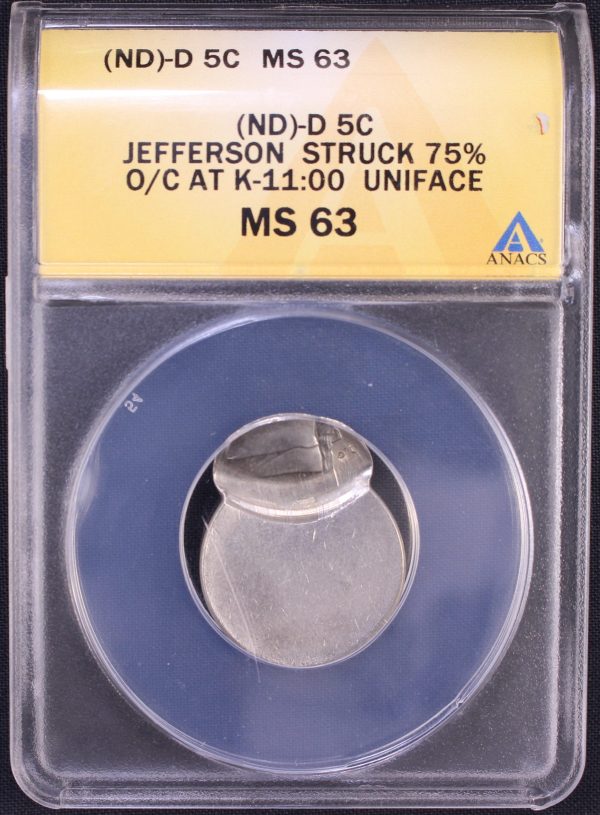 (ND)-D 5C MS 63
(ND)-D 5C
JEFFERSON STRUCK 75%
O/C AT K-11:00 UNIFACE
MS 63
ANACS